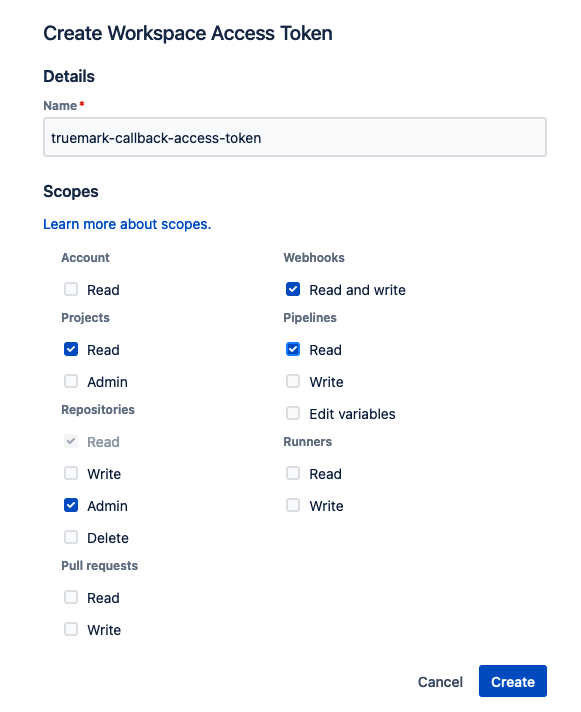 Create Workspace Access Token
Details
Name*
truemark-callback-access-token
Scopes
Learn more about scopes.
Account
Read
Projects
Read
Admin
Repositories
Read
Write
Admin
Delete
Pull requests
Read
Write
Webhooks
Read and write
Pipelines
Read
Write
Edit variables
Runners
Read
Write
Cancel
Create